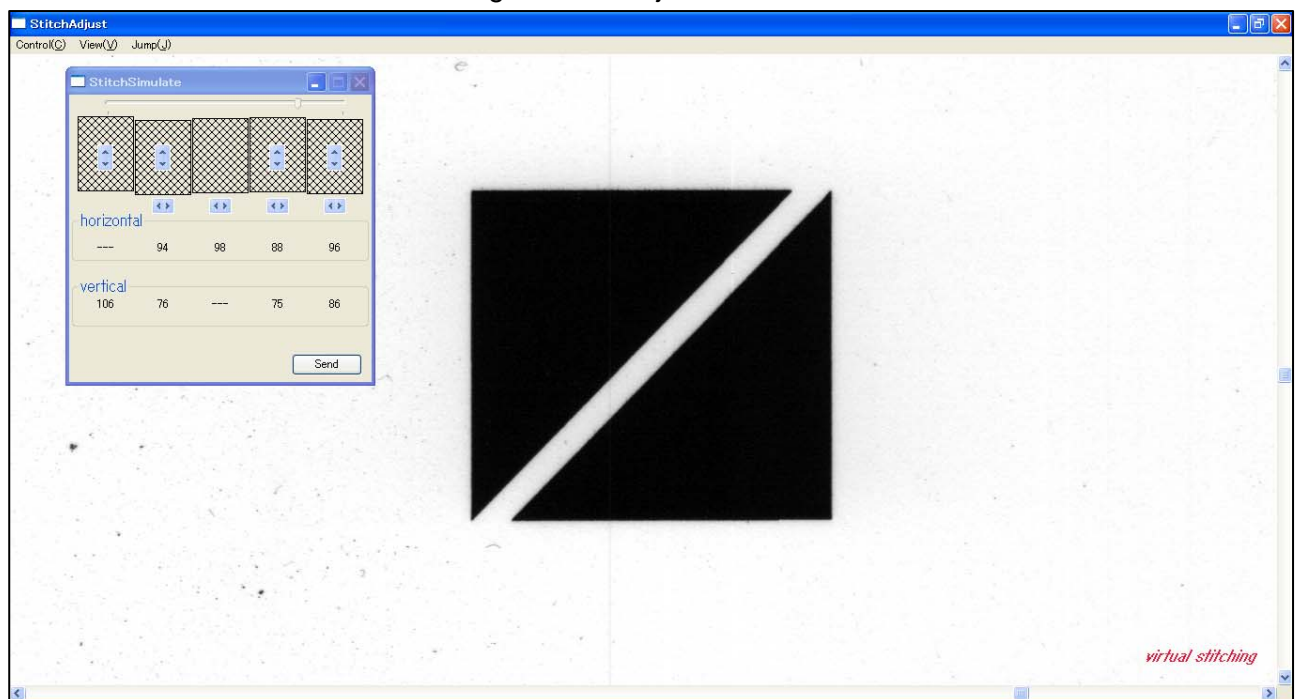 StitchAdjust
Control(C) View(V) Jump(J)
StitchSimulate
horizontal
--- 94 98 88 96
vertical
106 76 --- 75 86
Send
virtual stitching